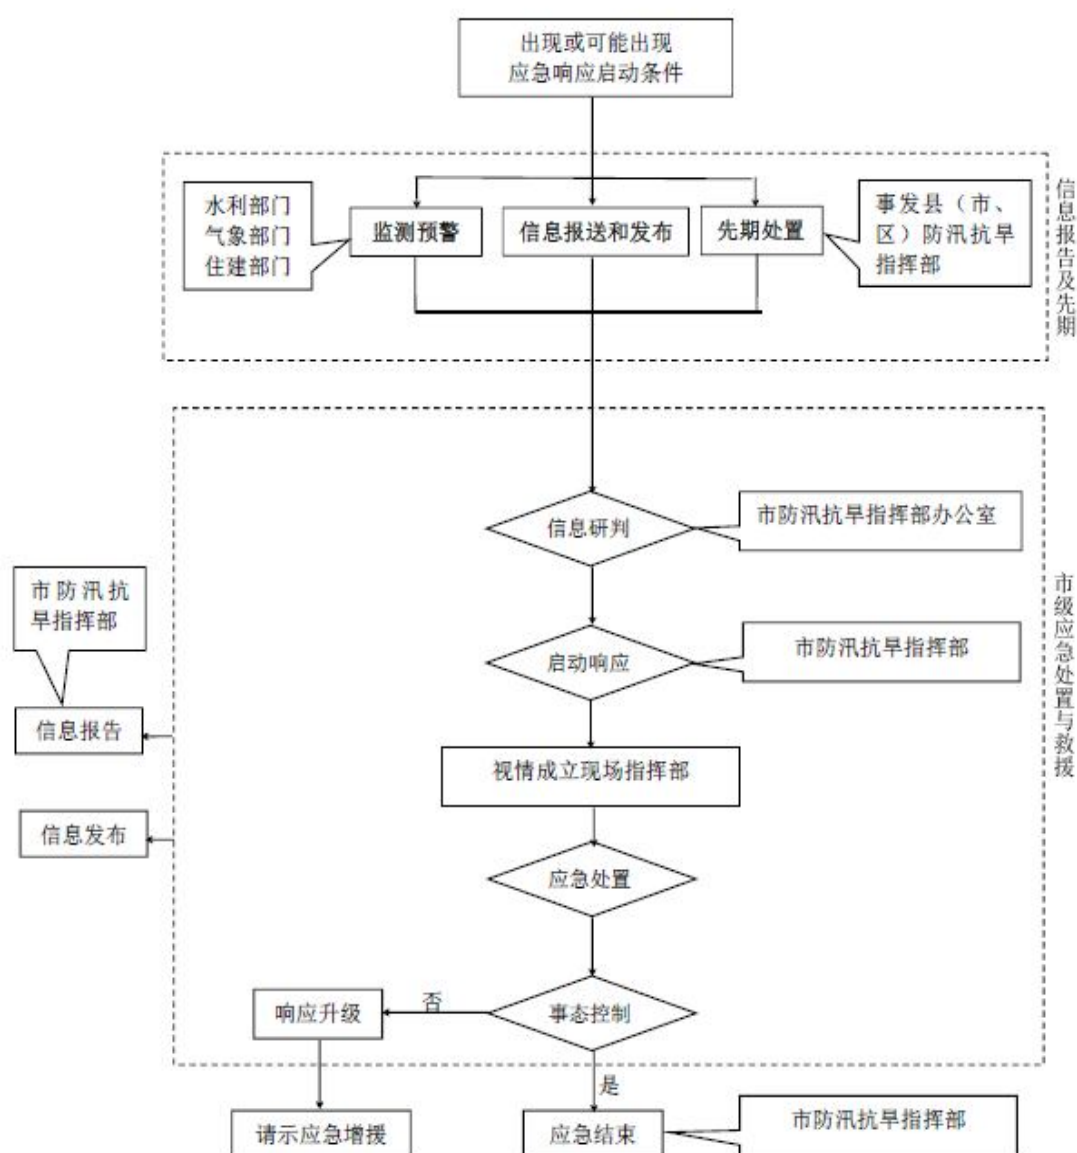 出现或可能出现
应急响应启动条件
水利部门
气象部门
住建部门
监测预警
信息报送和发布
先期处置
事发县（市、
区）防汛抗旱
指挥部
信息报告及先期
信息研判
市防汛抗旱指挥部办公室
市防汛抗
旱指挥部
启动响应
市防汛抗旱指挥部
市级应急处置与救援
信息报告
视情成立现场指挥部
信息发布
应急处置
响应升级
否
事态控制
是
请示应急增援
应急结束
市防汛抗旱指挥部